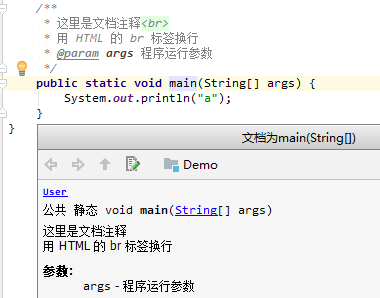 /**
* 这里是文档注释<br>
* 用 HTML 的 br 标签换行
* @param args 程序运行参数
*/
public static void main(String[] args) {
System.out.println("a");
}
}
文档为main(String[])
Demo
User
公共 静态 void main(String[] args)
这里是文档注释
用 HTML 的 br 标签换行
参数:
args - 程序运行参数